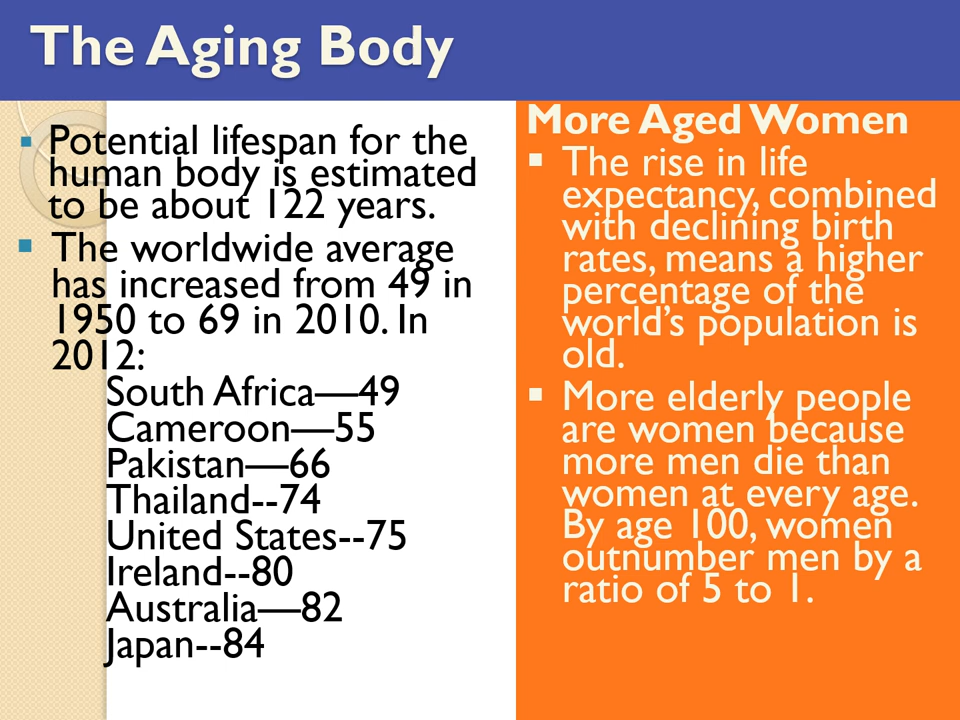 The Aging Body
▪ Potential lifespan for the
human body is estimated
to be about 122 years.
▪ The worldwide average
has increased from 49 in
1950 to 69 in 2010. In
2012:
South Africa—49
Cameroon—55
Pakistan—66
Thailand--74
United States--75
Ireland--80
Australia—82
Japan--84
More Aged Women
▪ The rise in life
expectancy, combined
with declining birth
rates, means a higher
percentage of the
world’s population is
old.
▪ More elderly people
are women because
more men die than
women at every age.
By age 100, women
outnumber men by a
ratio of 5 to 1.